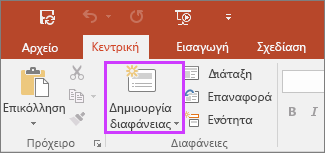 Αρχείο Κεντρική Εισαγωγή Σχεδίαση
Επικόλληση
Δημιουργία
διαφάνειας
Διάταξη
Επαναφορά
Ενότητα
B I
Πρόχειρο Διαφάνειες